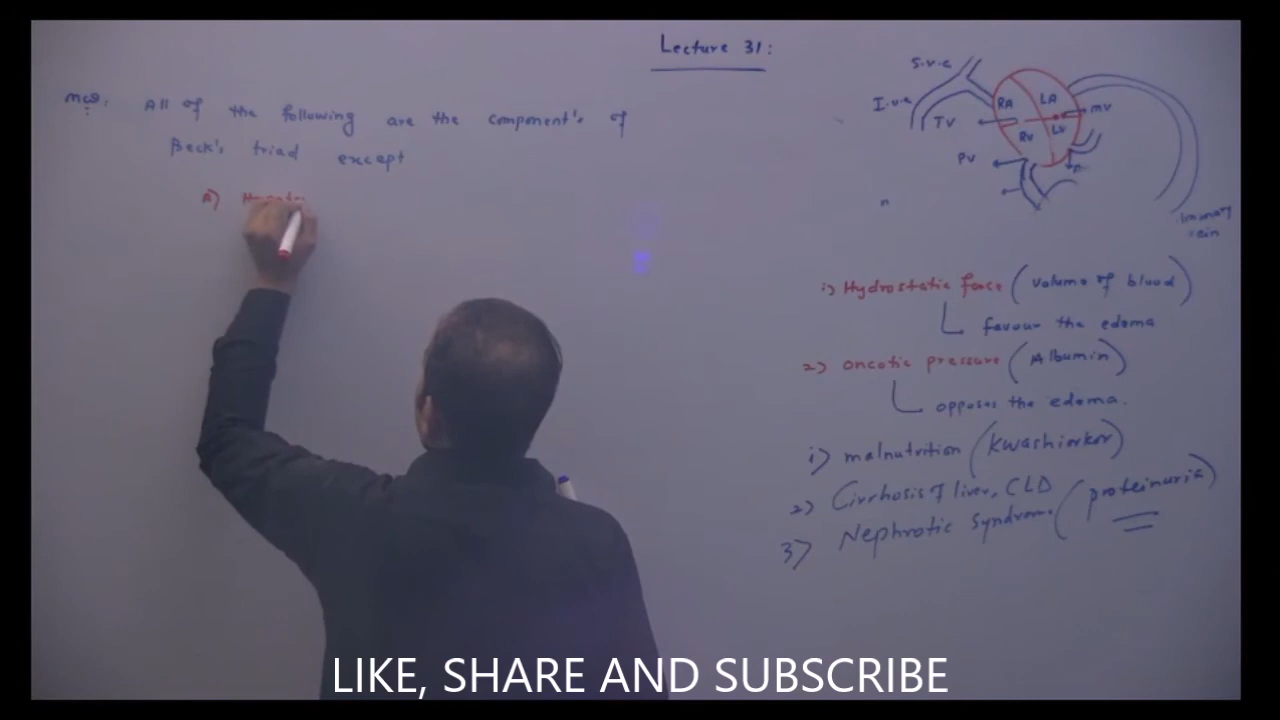 Lecture 31:
MCQ: All of the following are the component's of
Beck's triad except
A)
S.V.C
I.V.C
RA
LA
TV
MV
RV
LV
PV
i) Hydrostatic force (volume of blood)
favour the edema
2) oncotic pressure (Albumin)
opposes the edema.
i) malnutrition (Kwashiorkor)
2) Cirrhosis of liver, CLD
3) Nephrotic syndrome (proteinuria)
LIKE, SHARE AND SUBSCRIBE